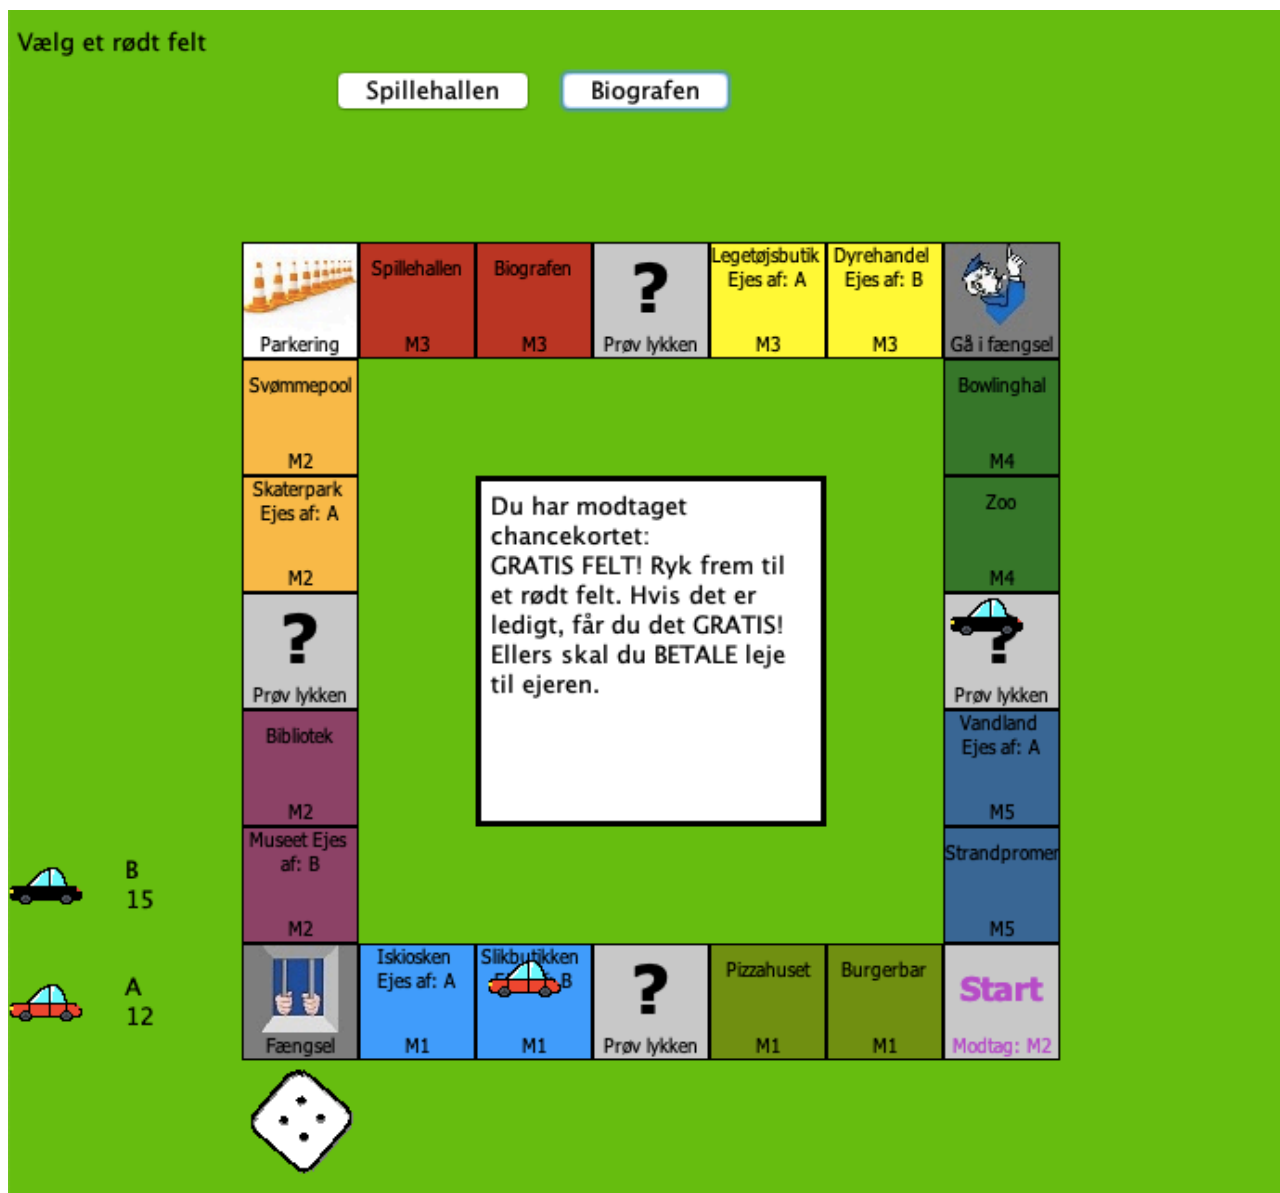 Vælg et rødt felt
Spillehallen
Biografen
Spillehallen
M3
Biografen
M3
?
Prøv lykken
Legetøjsbutik
Ejes af: A
M3
Dyrehandel
Ejes af: B
M3
Gå i fængsel
Parkering
Svømmepool
M2
Bowlinghal
M4
Skaterpark
Ejes af: A
M2
Zoo
M4
Du har modtaget
chancekortet:
GRATIS FELT! Ryk frem til
et rødt felt. Hvis det er
ledigt, får du det GRATIS!
Ellers skal du BETALE leje
til ejeren.
?
Prøv lykken
?
Prøv lykken
Bibliotek
M2
Vandland
Ejes af: A
M5
Museet Ejes
af: B
M2
Strandpromen
M5
B
15
A
12
Fængsel
Iskiosken
Ejes af: A
M1
Slikbutikken
B
M1
?
Prøv lykken
Pizzahuset
M1
Burgerbar
M1
Start
Modtag: M2